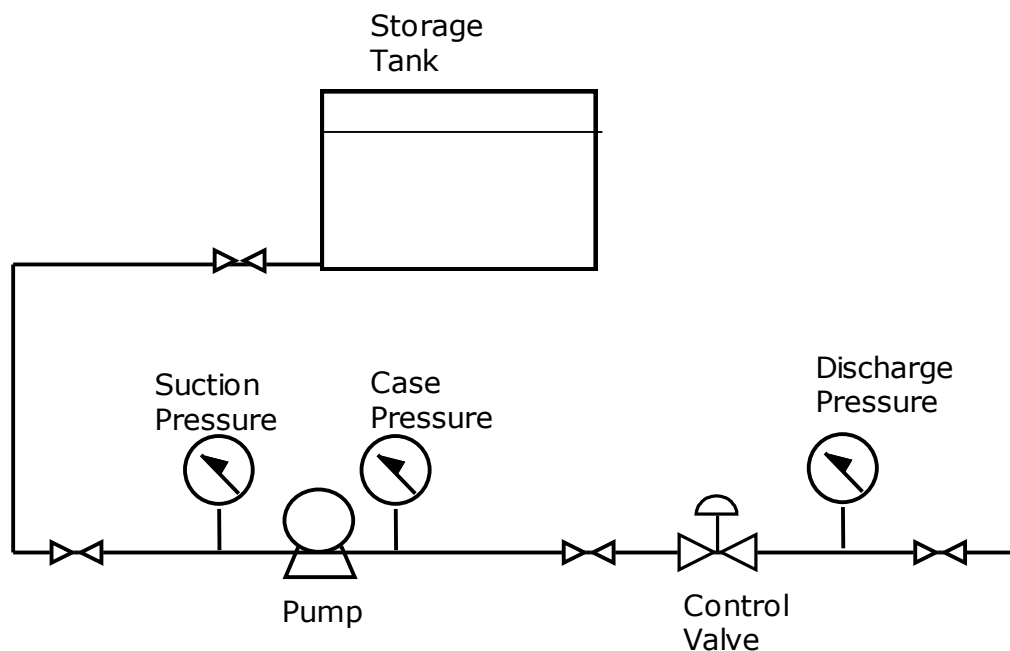 Storage
Tank
Suction
Pressure
Case
Pressure
Discharge
Pressure
Pump
Control
Valve